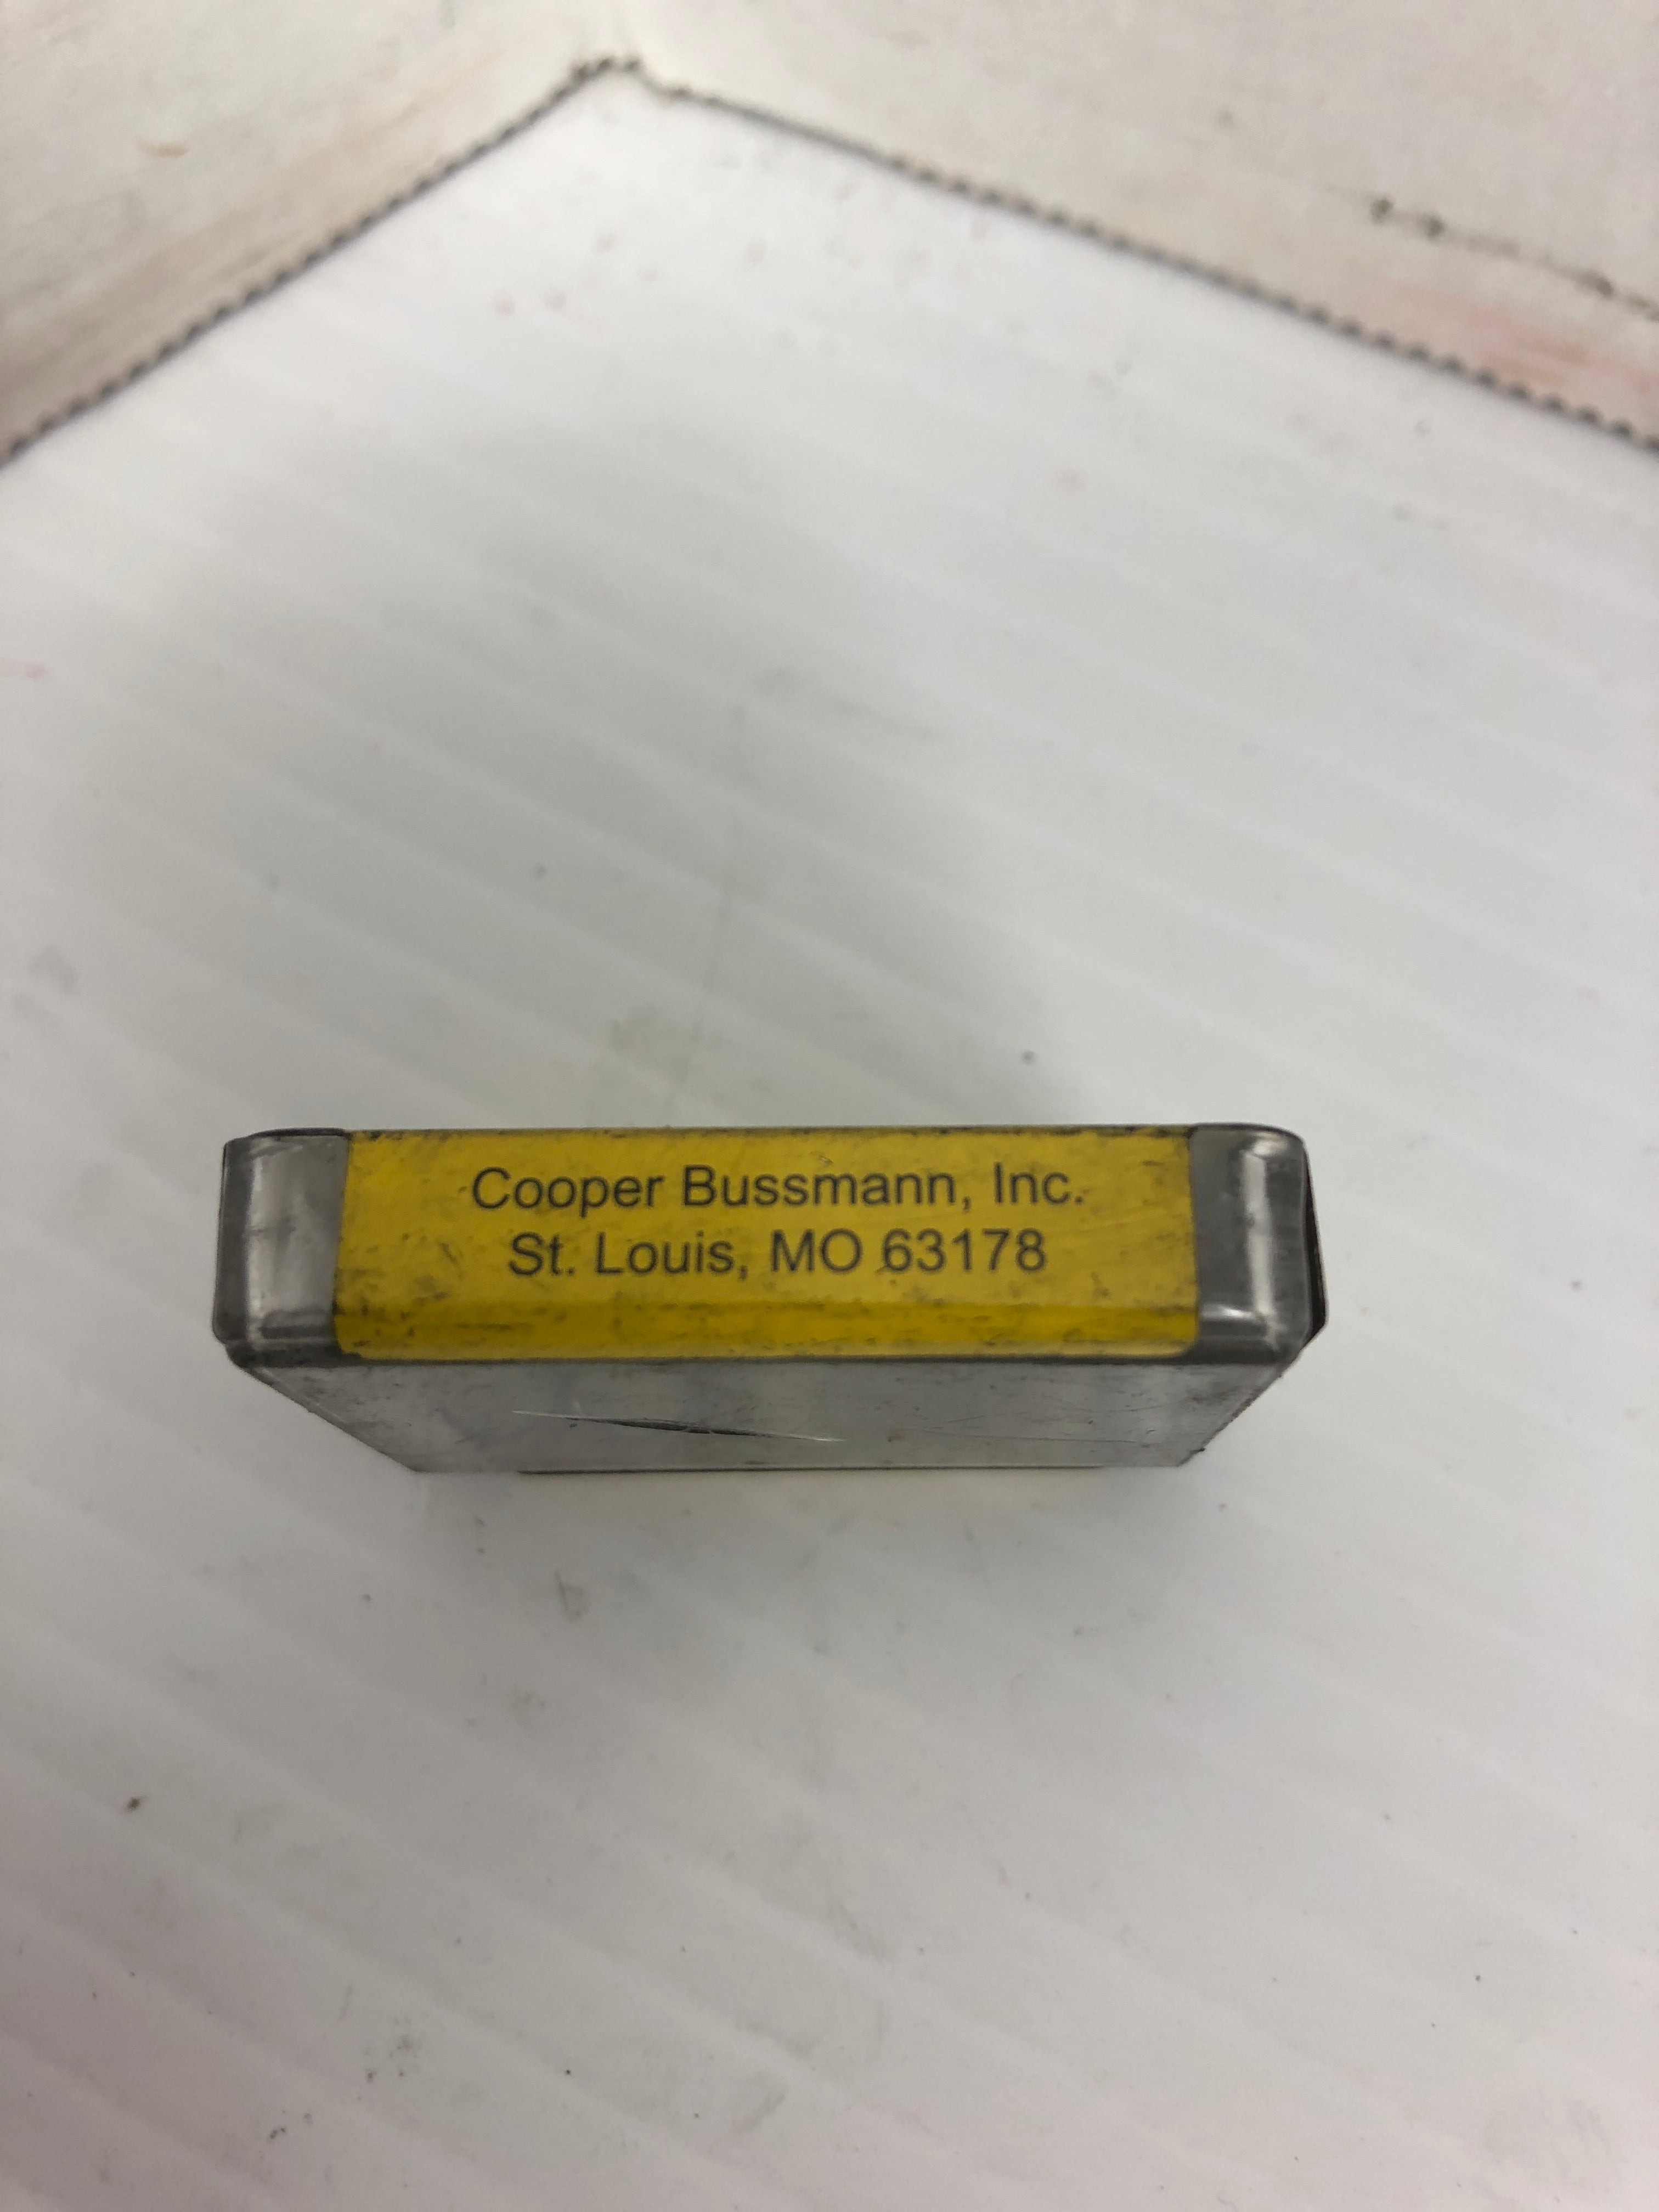 Cooper Bussmann, Inc.
St. Louis, MO 63178